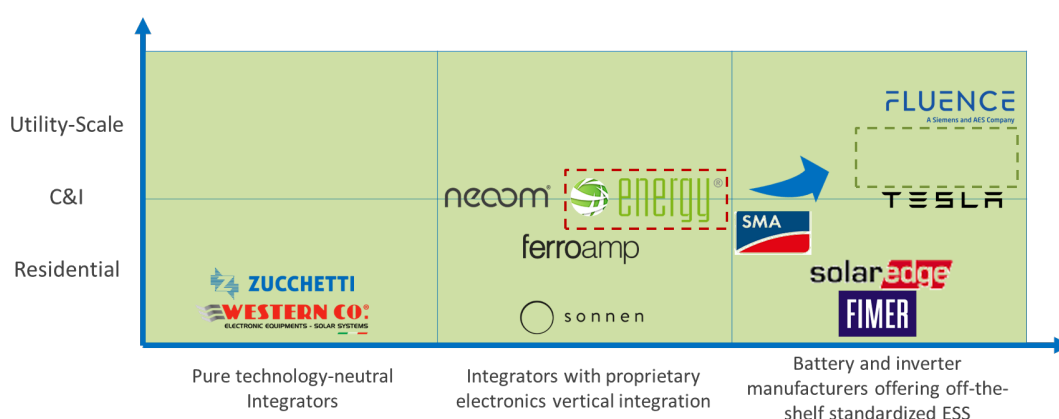 FLUENCE
A Siemens and AES Company
Utility-Scale
C&I
neoom®
energy®
TESLA
SMA
ferroamp
Residential
solaredge
ZUCCHETTI
WESTERN CO.®
ELECTRONIC EQUIPMENTS - SOLAR SYSTEMS
sonnen
FIMER
Pure technology-neutral
Integrators
Integrators with proprietary
electronics vertical integration
Battery and inverter
manufacturers offering off-the-
shelf standardized ESS